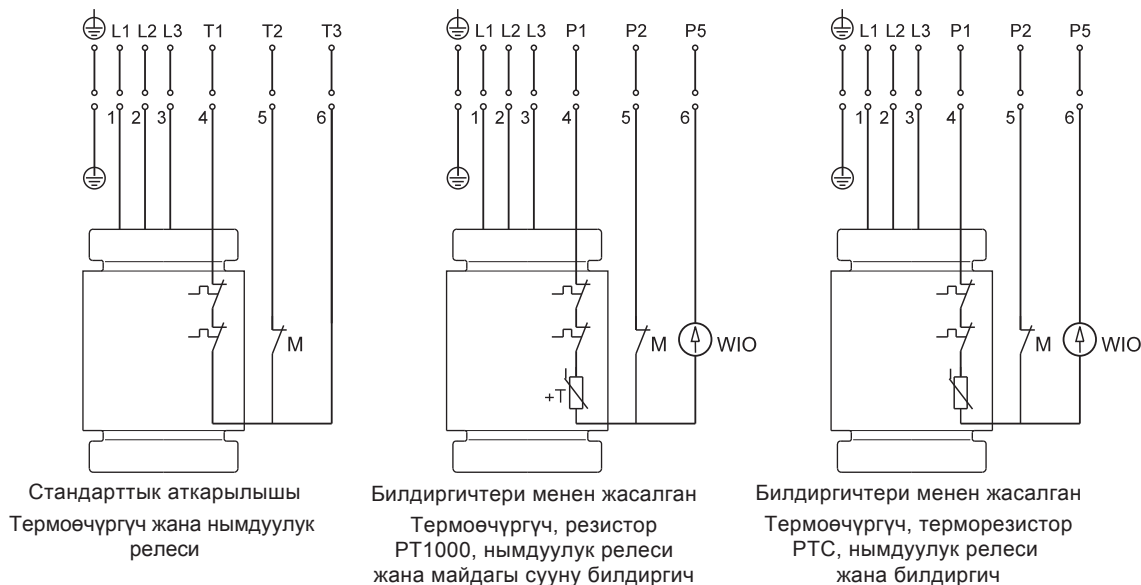 L1 L2 L3 T1 T2 T3
1 2 3 4 5 6
M
Стандарттык аткарылышы
Термоөчүргүч жана нымдуулук
релеси
L1 L2 L3 P1 P2 P5
1 2 3 4 5 6
M WIO
+T
Билдиргичтери менен жасалган
Термоөчүргүч, резистор
PT1000, нымдуулук релеси
жана майдагы сууну билдиргич
L1 L2 L3 P1 P2 P5
1 2 3 4 5 6
M WIO
Билдиргичтери менен жасалган
Термоөчүргүч, терморезистор
PTC, нымдуулук релеси
жана билдиргич